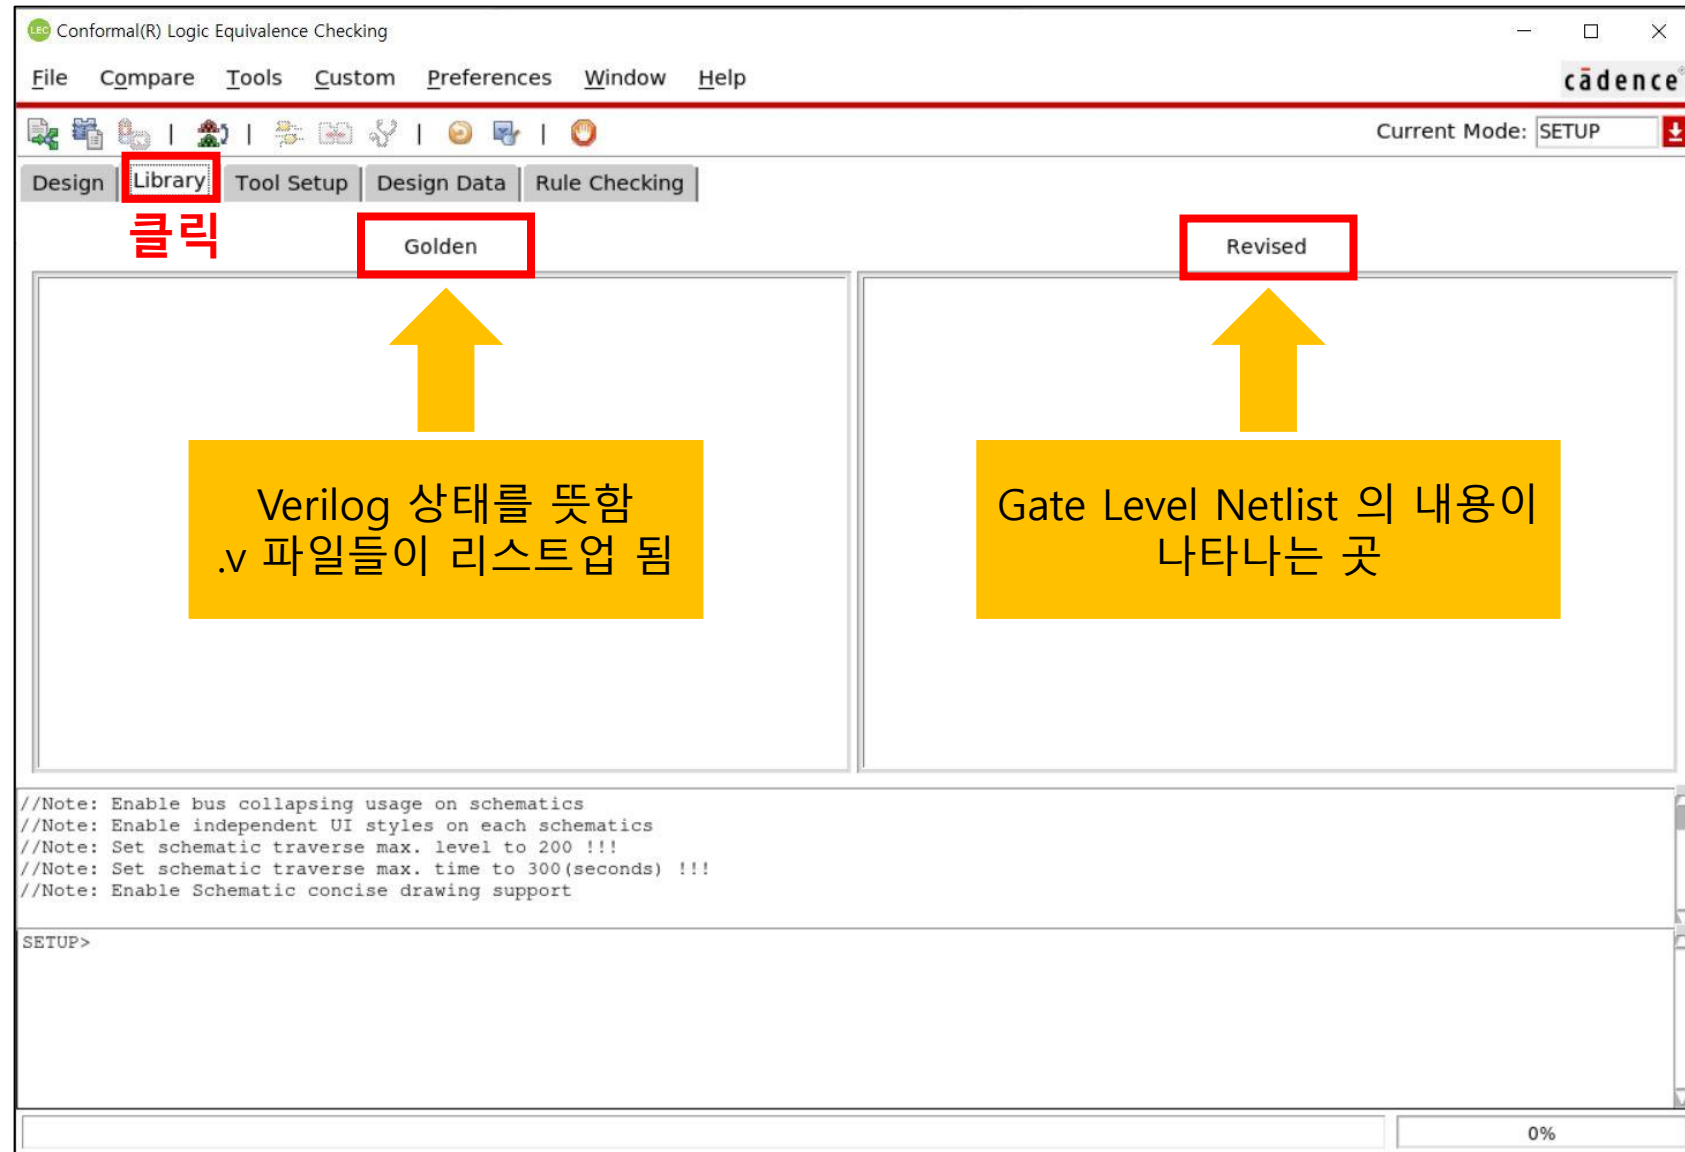 LEC Conformal(R) Logic Equivalence Checking
File Compare Tools Custom Preferences Window Help
cādence®
Current Mode: SETUP
Design Library Tool Setup Design Data Rule Checking
클릭
Golden
Revised
Verilog 상태를 뜻함
.v 파일들이 리스트업 됨
Gate Level Netlist 의 내용이
나타나는 곳
//Note: Enable bus collapsing usage on schematics
//Note: Enable independent UI styles on each schematics
//Note: Set schematic traverse max. level to 200 !!!
//Note: Set schematic traverse max. time to 300(seconds) !!!
//Note: Enable Schematic concise drawing support
SETUP>
0%